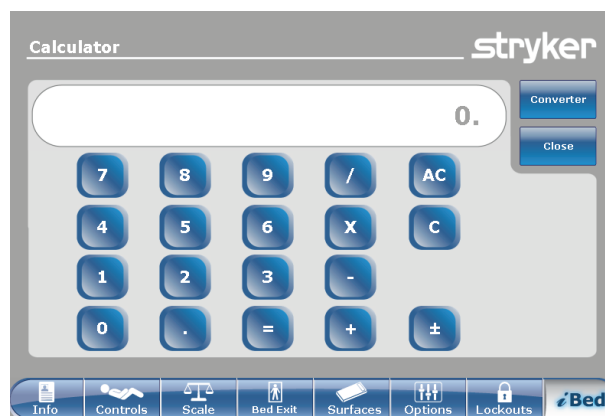 Calculator
stryker
0.
Converter
Close
7 8 9 / AC
4 5 6 X C
1 2 3 -
0 . = + ±
Info Controls Scale Bed Exit Surfaces Options Lockouts iBed